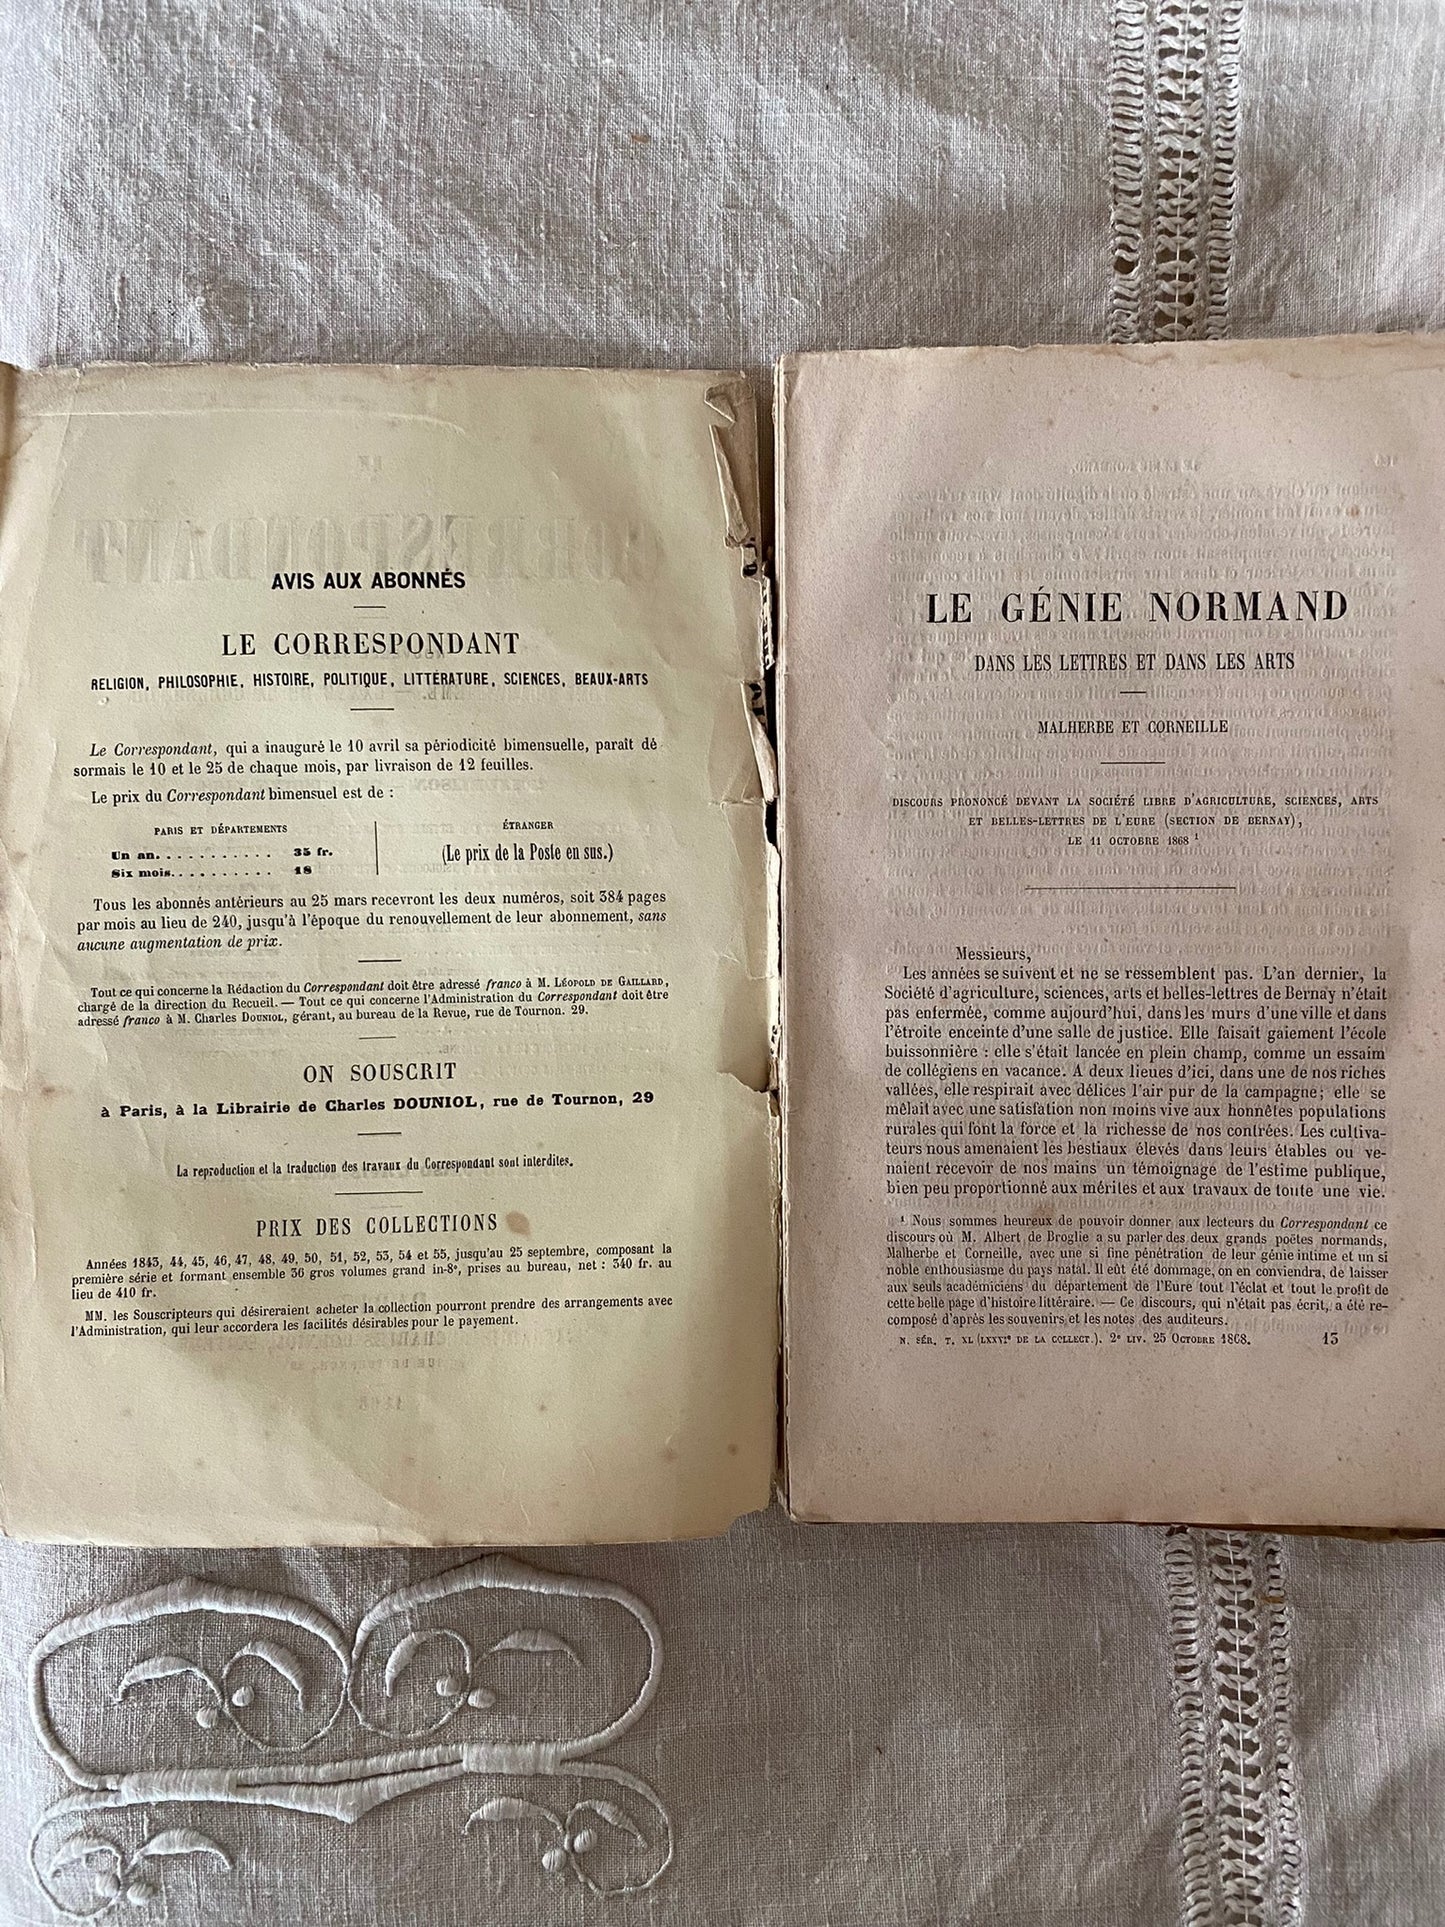 AVIS AUX ABONNÉS
LE CORRESPONDANT
RELIGION, PHILOSOPHIE, HISTOIRE, POLITIQUE, LITTÉRATURE, SCIENCES, BEAUX-ARTS
Le Correspondant, qui a inauguré le 10 avril sa périodicité bimensuelle, paraît dé
sormais le 10 et le 25 de chaque mois, par livraison de 12 feuilles.
Le prix du Correspondant bimensuel est de :
PARIS ET DÉPARTEMENTS
Un an. . . . . . . . . . . 35 fr.
Six mois. . . . . . . . . . 18
ÉTRANGER
(Le prix de la Poste en sus.)
Tous les abonnés antérieurs au 25 mars recevront les deux numéros, soit 384 pages
par mois au lieu de 240, jusqu'à l'époque du renouvellement de leur abonnement, sans
aucune augmentation de prix.
Tout ce qui concerne la Rédaction du Correspondant doit être adressé franco à M. LÉOPOLD DE GAILLARD,
chargé de la direction du Recueil. — Tout ce qui concerne l'Administration du Correspondant doit être
adressé franco à M. Charles DOUNIOL, gérant, au bureau de la Revue, rue de Tournon. 29.
ON SOUSCRIT
à Paris, à la Librairie de Charles DOUNIOL, rue de Tournon, 29
La reproduction et la traduction des travaux du Correspondant sont interdites.
PRIX DES COLLECTIONS
Années 1843, 44, 45, 46, 47, 48, 49, 50, 51, 52, 53, 54 et 55, jusqu'au 25 septembre, composant la
première série et formant ensemble 36 gros volumes grand in-8°, prises au bureau, net : 340 fr. au
lieu de 410 fr.
MM. les Souscripteurs qui désireraient acheter la collection pourront prendre des arrangements avec
l'Administration, qui leur accordera les facilités désirables pour le payement.
LE GÉNIE NORMAND
DANS LES LETTRES ET DANS LES ARTS
MALHERBE ET CORNEILLE
DISCOURS PRONONCÉ DEVANT LA SOCIÉTÉ LIBRE D'AGRICULTURE, SCIENCES, ARTS
ET BELLES-LETTRES DE L'EURE (SECTION DE BERNAY),
LE 11 OCTOBRE 1868 ¹
Messieurs,
Les années se suivent et ne se ressemblent pas. L'an dernier, la
Société d'agriculture, sciences, arts et belles-lettres de Bernay n'était
pas enfermée, comme aujourd'hui, dans les murs d'une ville et dans
l'étroite enceinte d'une salle de justice. Elle faisait gaiement l'école
buissonnière : elle s'était lancée en plein champ, comme un essaim
de collégiens en vacance. A deux lieues d'ici, dans une de nos riches
vallées, elle respirait avec délices l'air pur de la campagne; elle se
mêlait avec une satisfation non moins vive aux honnêtes populations
rurales qui font la force et la richesse de nos contrées. Les cultiva-
teurs nous amenaient les bestiaux élevés dans leurs étables ou ve-
naient recevoir de nos mains un témoignage de l'estime publique,
bien peu proportionné aux mérites et aux travaux de toute une vie.
¹ Nous sommes heureux de pouvoir donner aux lecteurs du Correspondant ce
discours où M. Albert de Broglie a su parler des deux grands poëtes normands,
Malherbe et Corneille, avec une si fine pénétration de leur génie intime et un si
noble enthousiasme du pays natal. Il eût été dommage, on en conviendra, de laisser
aux seuls académiciens du département de l'Eure tout l'éclat et tout le profit de
cette belle page d'histoire littéraire. — Ce discours, qui n'était pas écrit, a été re-
composé d'après les souvenirs et les notes des auditeurs.
N. SÉR. T. XL (LXXVIᵉ DE LA COLLECT.). 2ᵉ LIV. 25 OCTOBRE 1868. 13